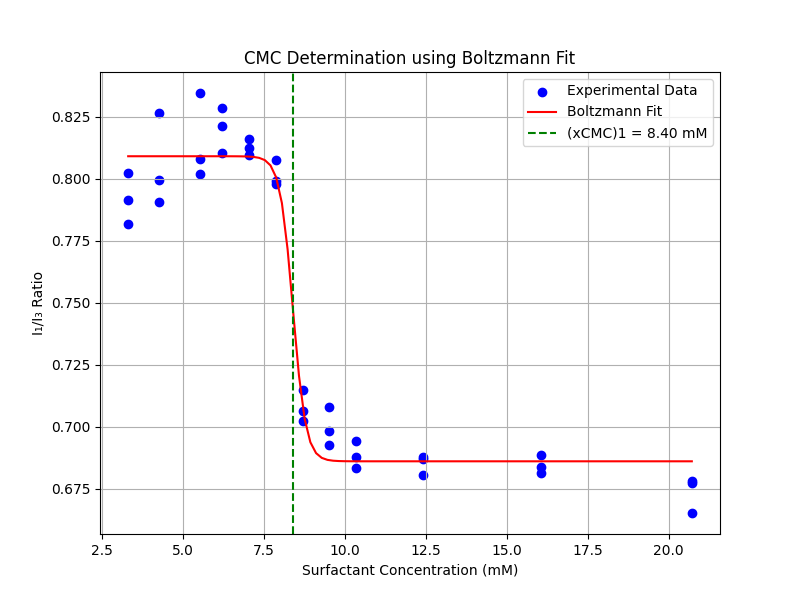 CMC Determination using Boltzmann Fit
Experimental Data
Boltzmann Fit
(xCMC)1 = 8.40 mM
I₁/I₃ Ratio
0.825
0.800
0.775
0.750
0.725
0.700
0.675
2.5 5.0 7.5 10.0 12.5 15.0 17.5 20.0
Surfactant Concentration (mM)